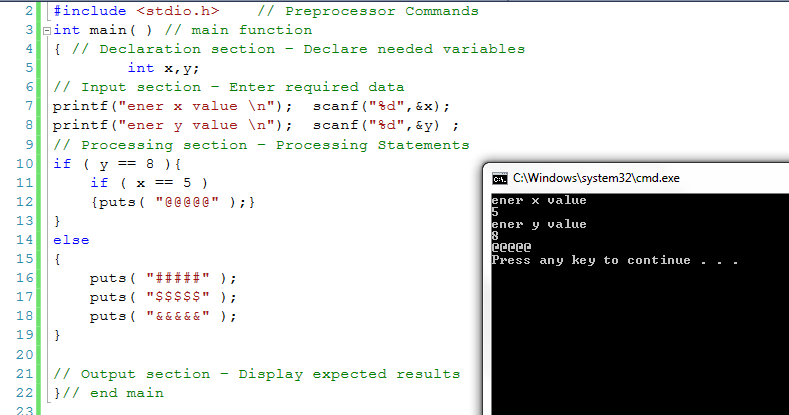 2 #include <stdio.h> // Preprocessor Commands
3 int main( ) // main function
4 { // Declaration section – Declare needed variables
5 int x,y;
6 // Input section – Enter required data
7 printf("ener x value \n"); scanf("%d",&x);
8 printf("ener y value \n"); scanf("%d",&y) ;
9 // Processing section – Processing Statements
10 if ( y == 8 ){
11 if ( x == 5 )
12 {puts( "@@@@@" );}
13 }
14 else
15 {
16 puts( "#####" );
17 puts( "$$$$$" );
18 puts( "&&&&&" );
19 }
20
21 // Output section – Display expected results
22 }// end main
23
C:\Windows\system32\cmd.exe
ener x value
5
ener y value
8
@@@@@
Press any key to continue . . .